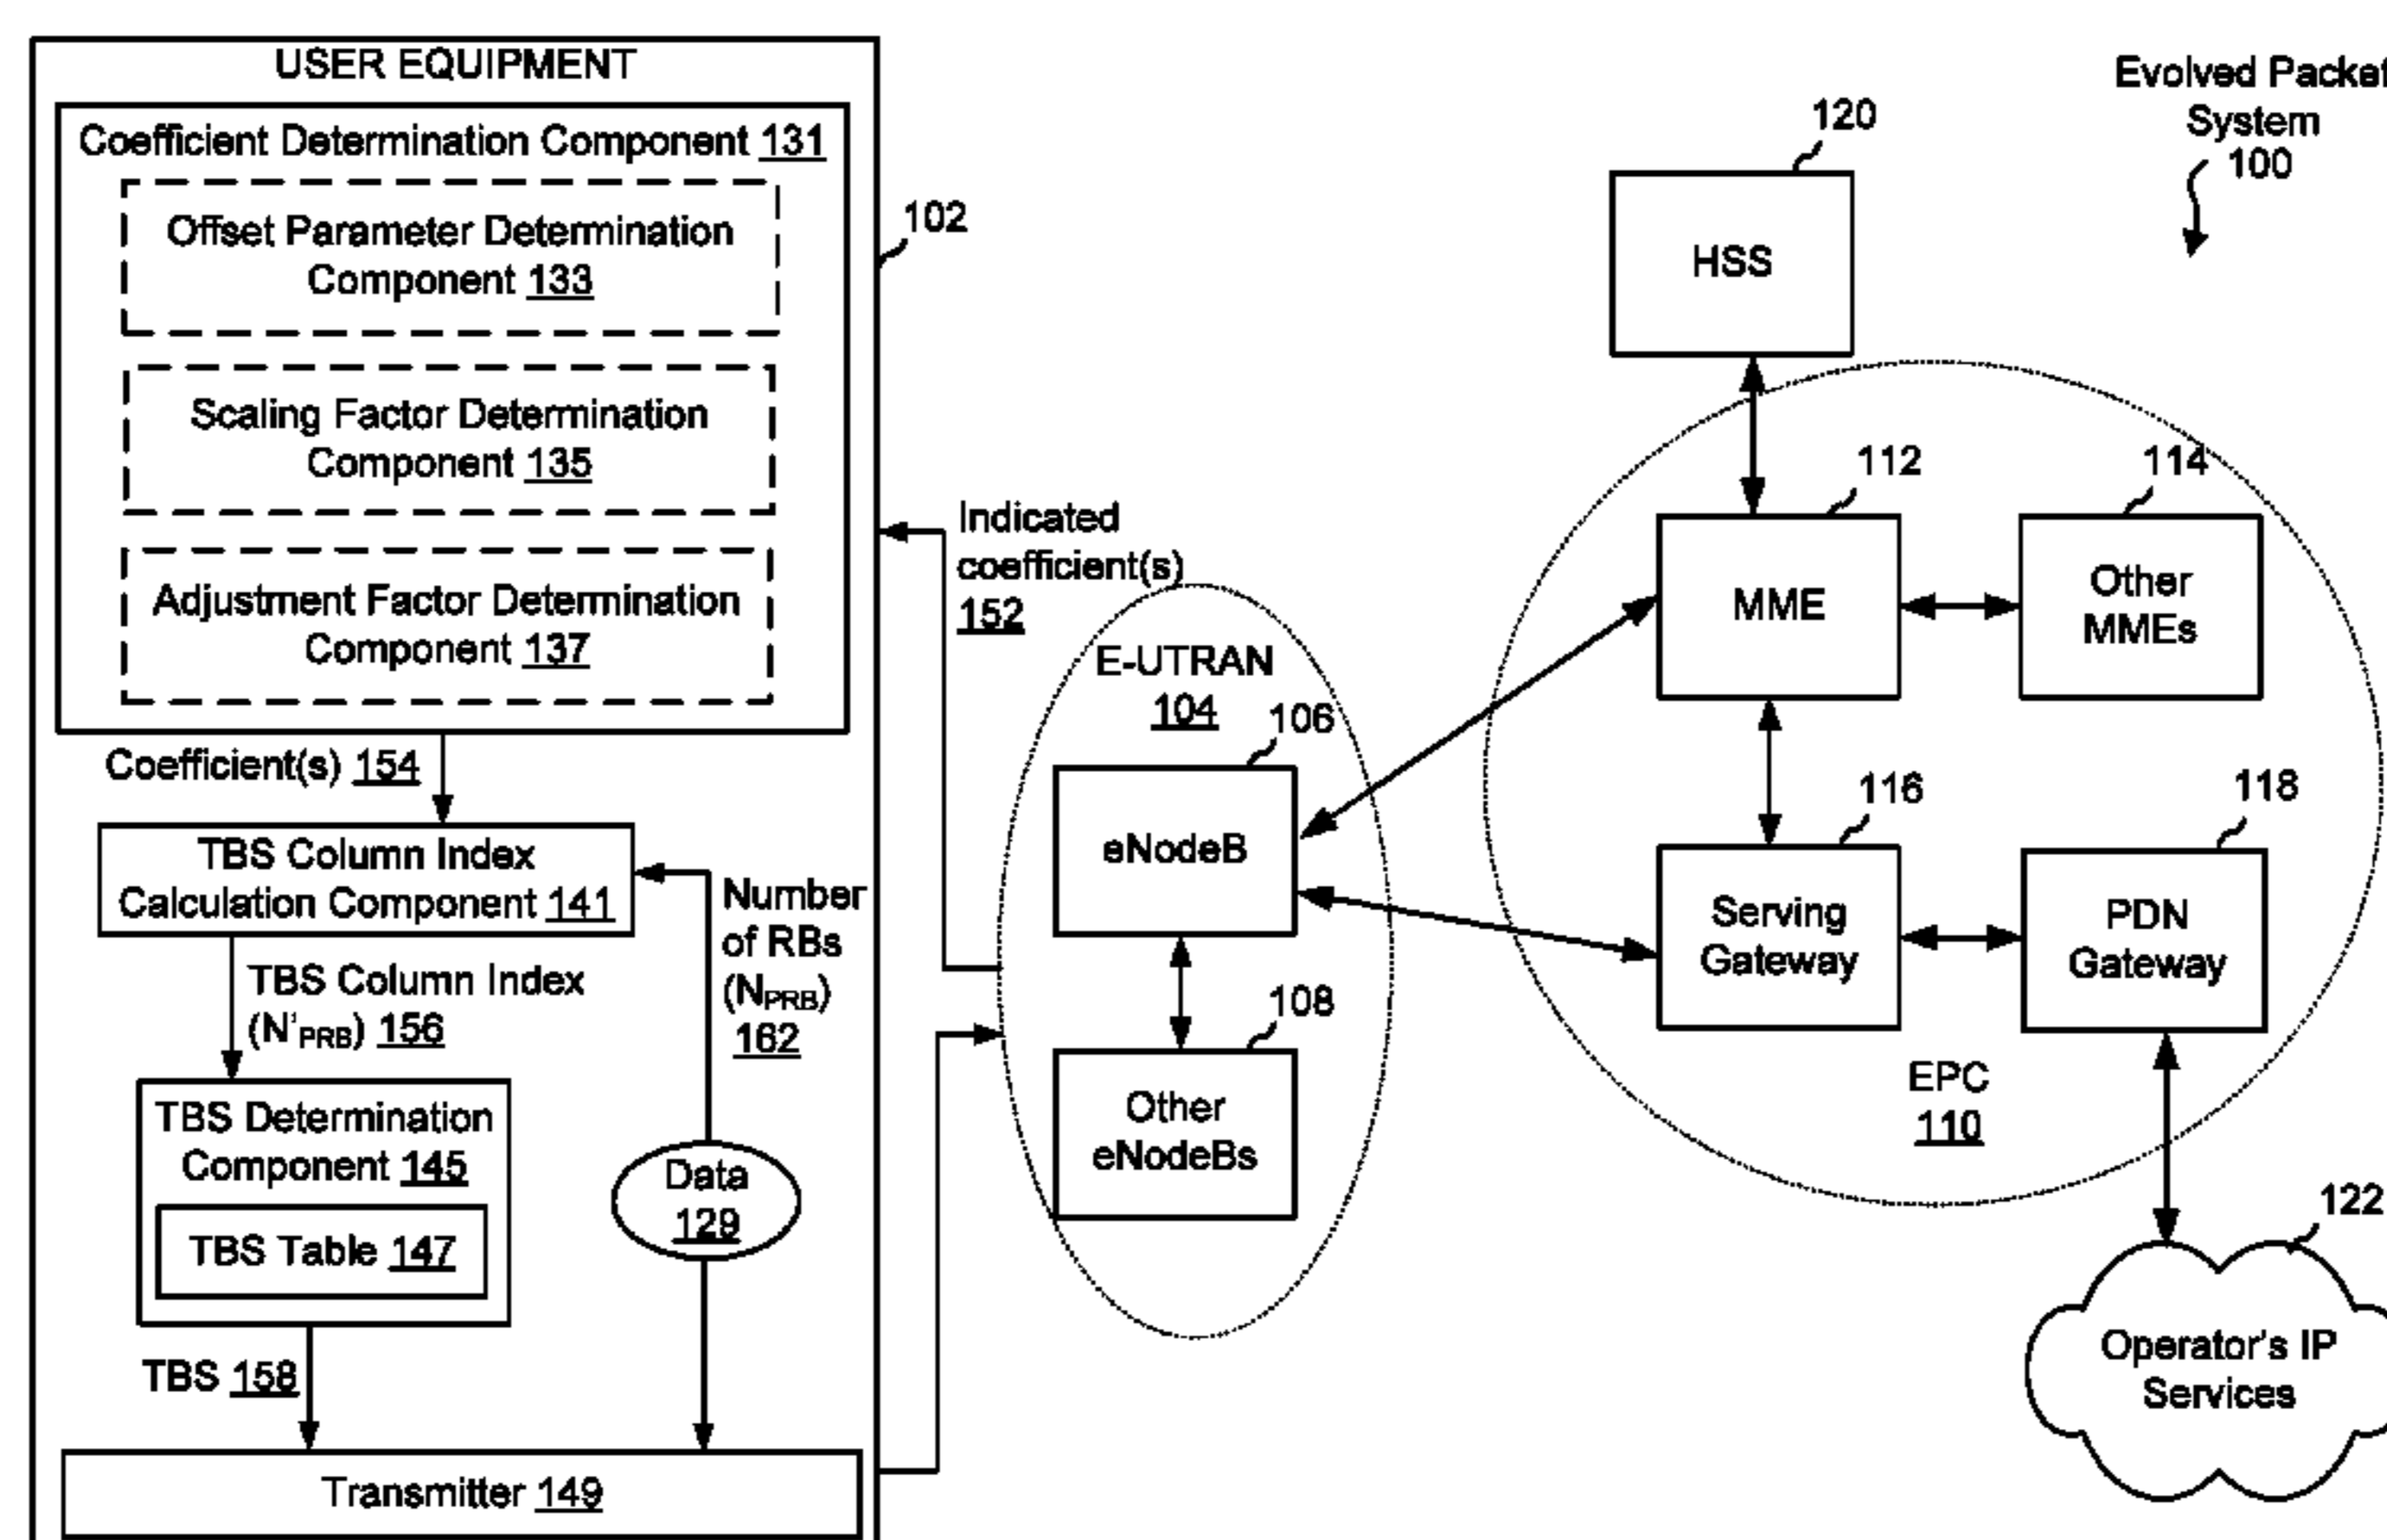 USER EQUIPMENT
Coefficient Determination Component 131
Offset Parameter Determination
Component 133
Scaling Factor Determination
Component 135
Adjustment Factor Determination
Component 137
Coefficient(s) 154
TBS Column Index
Calculation Component 141
TBS Column Index
(N'PRB) 156
Number
of RBs
(NPRB)
162
TBS Determination
Component 145
TBS Table 147
Data
129
TBS 158
Transmitter 149
102
Indicated
coefficient(s)
152
E-UTRAN
104
106
eNodeB
108
Other
eNodeBs
120
HSS
Evolved Packet
System
100
112
MME
114
Other
MMEs
116
Serving
Gateway
118
PDN
Gateway
EPC
110
122
Operator's IP
Services